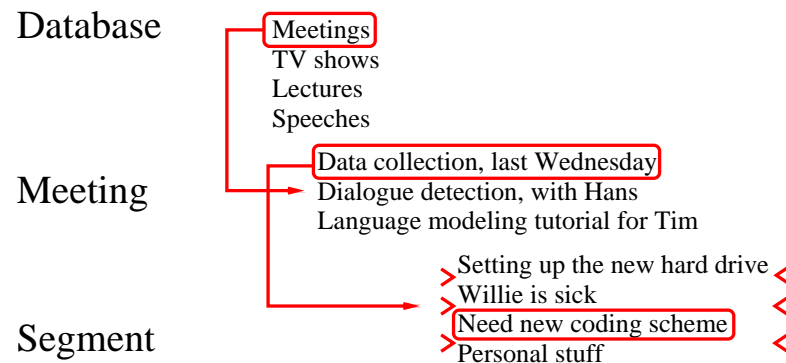 Database
Meetings
TV shows
Lectures
Speeches
Meeting
Data collection, last Wednesday
Dialogue detection, with Hans
Language modeling tutorial for Tim
Segment
Setting up the new hard drive
Willie is sick
Need new coding scheme
Personal stuff